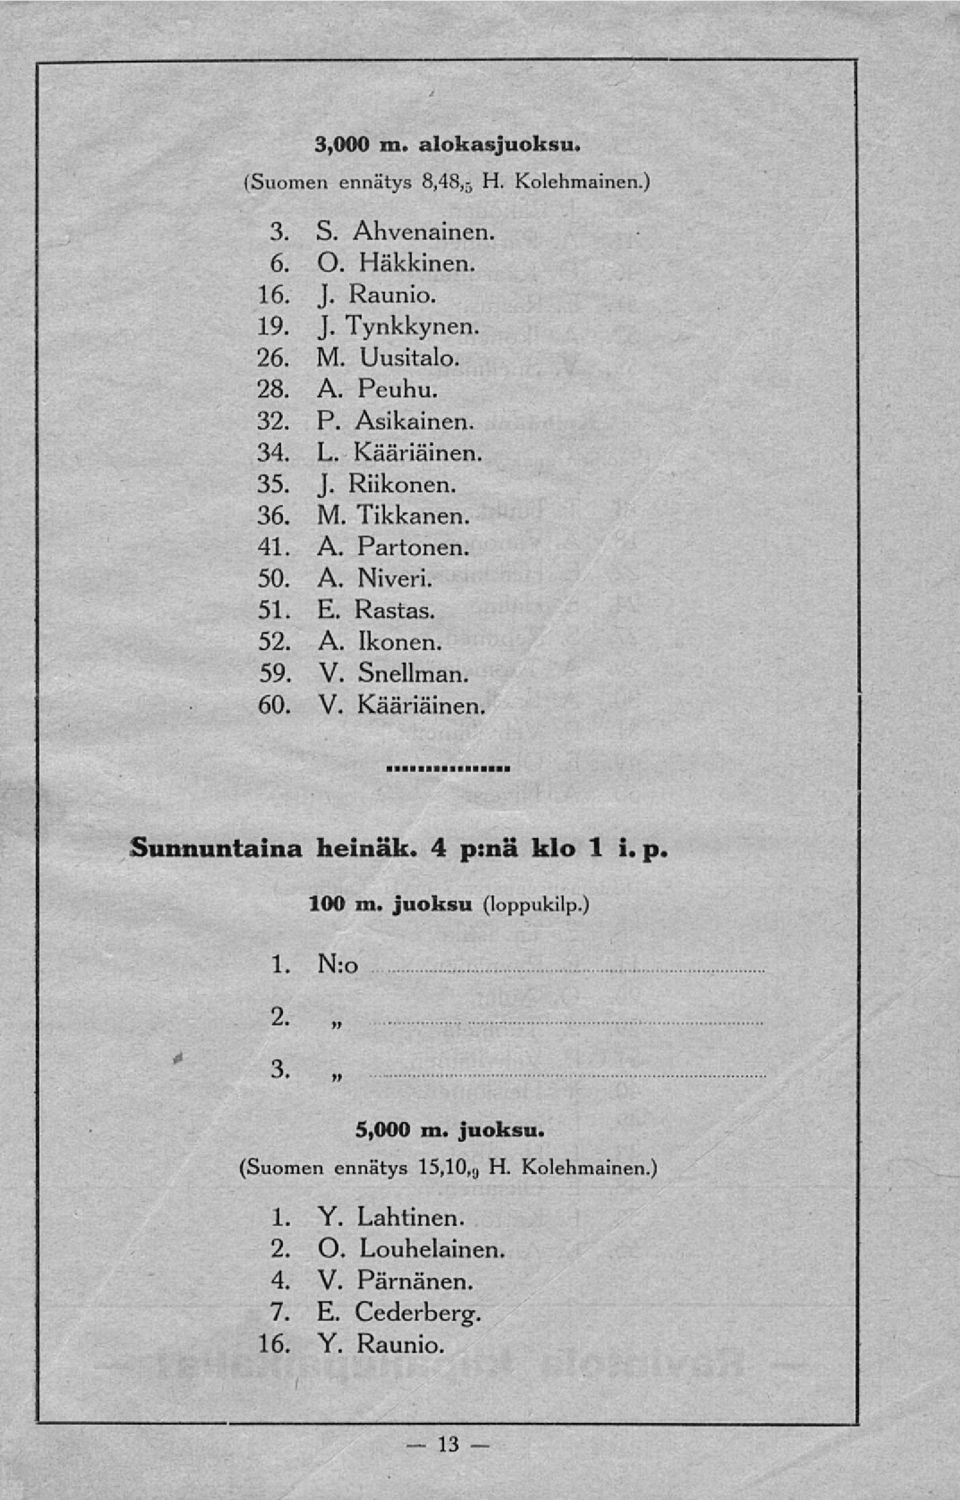 3,000 m. alokasjuoksu.
(Suomen ennätys 8,48,5 H. Kolehmainen.)
3. S. Ahvenainen.
6. O. Häkkinen.
16. J. Raunio.
19. J. Tynkkynen.
26. M. Uusitalo.
28. A. Peuhu.
32. P. Asikainen.
34. L. Kääriäinen.
35. J. Riikonen.
36. M. Tikkanen.
41. A. Partonen.
50. A. Niveri.
51. E. Rastas.
52. A. Ikonen.
59. V. Snellman.
60. V. Kääriäinen.
Sunnuntaina heinäk. 4 p:nä klo 1 i. p.
100 m. juoksu (loppukilp.)
1. N:o
2. „
3. „
5,000 m. juoksu.
(Suomen ennätys 15,10,9 H. Kolehmainen.)
1. Y. Lahtinen.
2. O. Louhelainen.
4. V. Pärnänen.
7. E. Cederberg.
16. Y. Raunio.
— 13 —